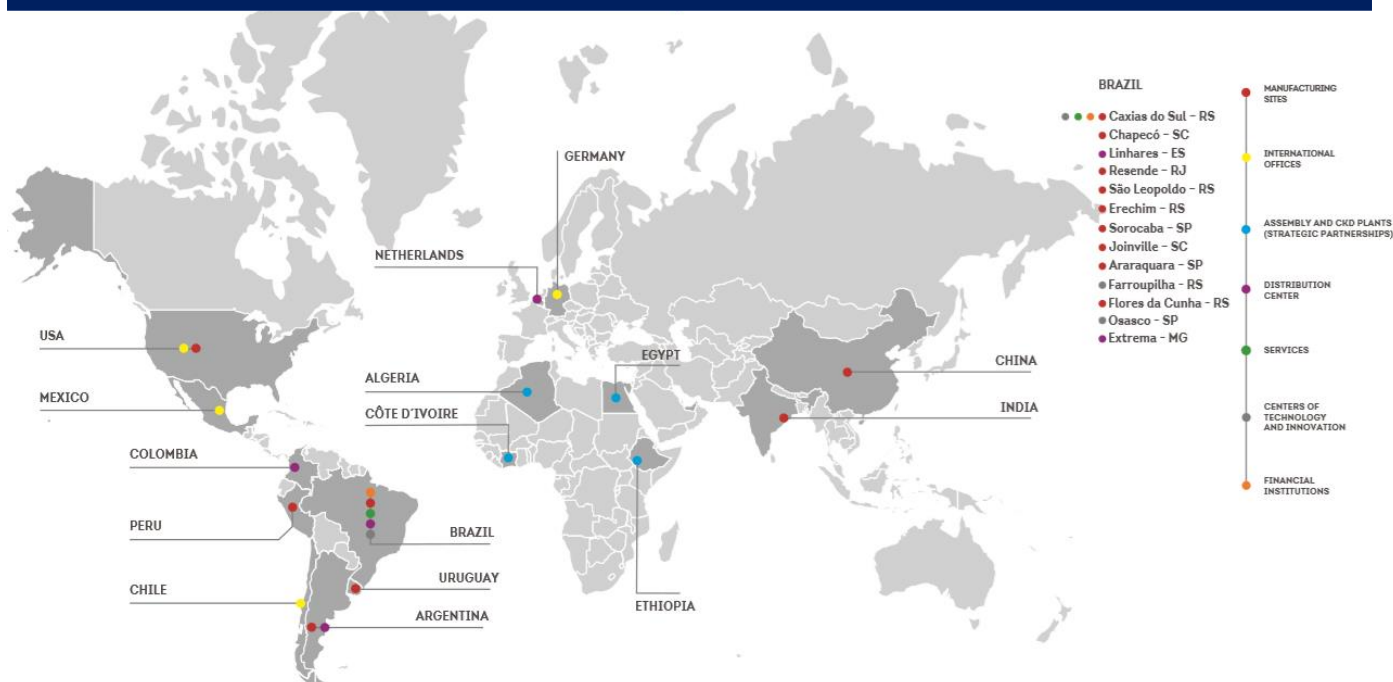 GERMANY
NETHERLANDS
USA
MEXICO
ALGERIA
CÔTE D'IVOIRE
EGYPT
CHINA
INDIA
COLOMBIA
PERU
BRAZIL
CHILE
URUGUAY
ARGENTINA
ETHIOPIA
BRAZIL
Caxias do Sul - RS
Chapecó - SC
Linhares - ES
Resende - RJ
São Leopoldo - RS
Erechim - RS
Sorocaba - SP
Joinville - SC
Araraquara - SP
Farroupilha - RS
Flores da Cunha - RS
Osasco - SP
Extrema - MG
MANUFACTURING
SITES
INTERNATIONAL
OFFICES
ASSEMBLY AND CKD PLANTS
(STRATEGIC PARTNERSHIPS)
DISTRIBUTION
CENTER
SERVICES
CENTERS OF
TECHNOLOGY
AND INNOVATION
FINANCIAL
INSTITUTIONS